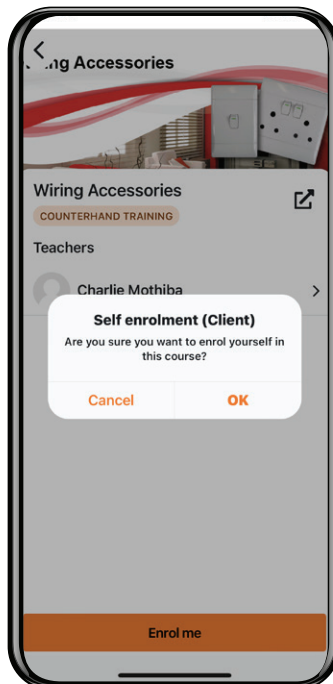 Wiring Accessories
Wiring Accessories
COUNTERHAND TRAINING
Teachers
Charlie Mothiba
Self enrolment (Client)
Are you sure you want to enrol yourself in
this course?
Cancel
OK
Enrol me